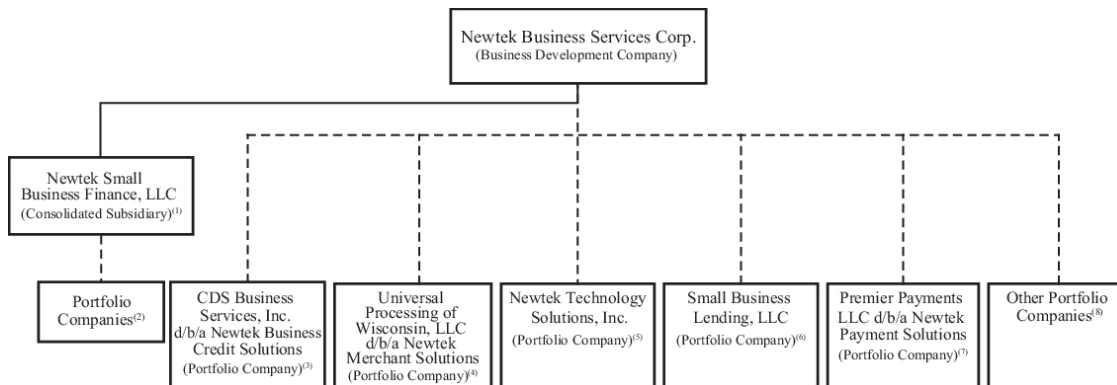 Newtek Business Services Corp.
(Business Development Company)
Newtek Small
Business Finance, LLC
(Consolidated Subsidiary)(1)
Portfolio
Companies(2)
CDS Business
Services, Inc.
d/b/a Newtek Business
Credit Solutions
(Portfolio Company)(3)
Universal
Processing of
Wisconsin, LLC
d/b/a Newtek
Merchant Solutions
(Portfolio Company)(4)
Newtek Technology
Solutions, Inc.
(Portfolio Company)(5)
Small Business
Lending, LLC
(Portfolio Company)(6)
Premier Payments
LLC d/b/a Newtek
Payment Solutions
(Portfolio Company)(7)
Other Portfolio
Companies(8)